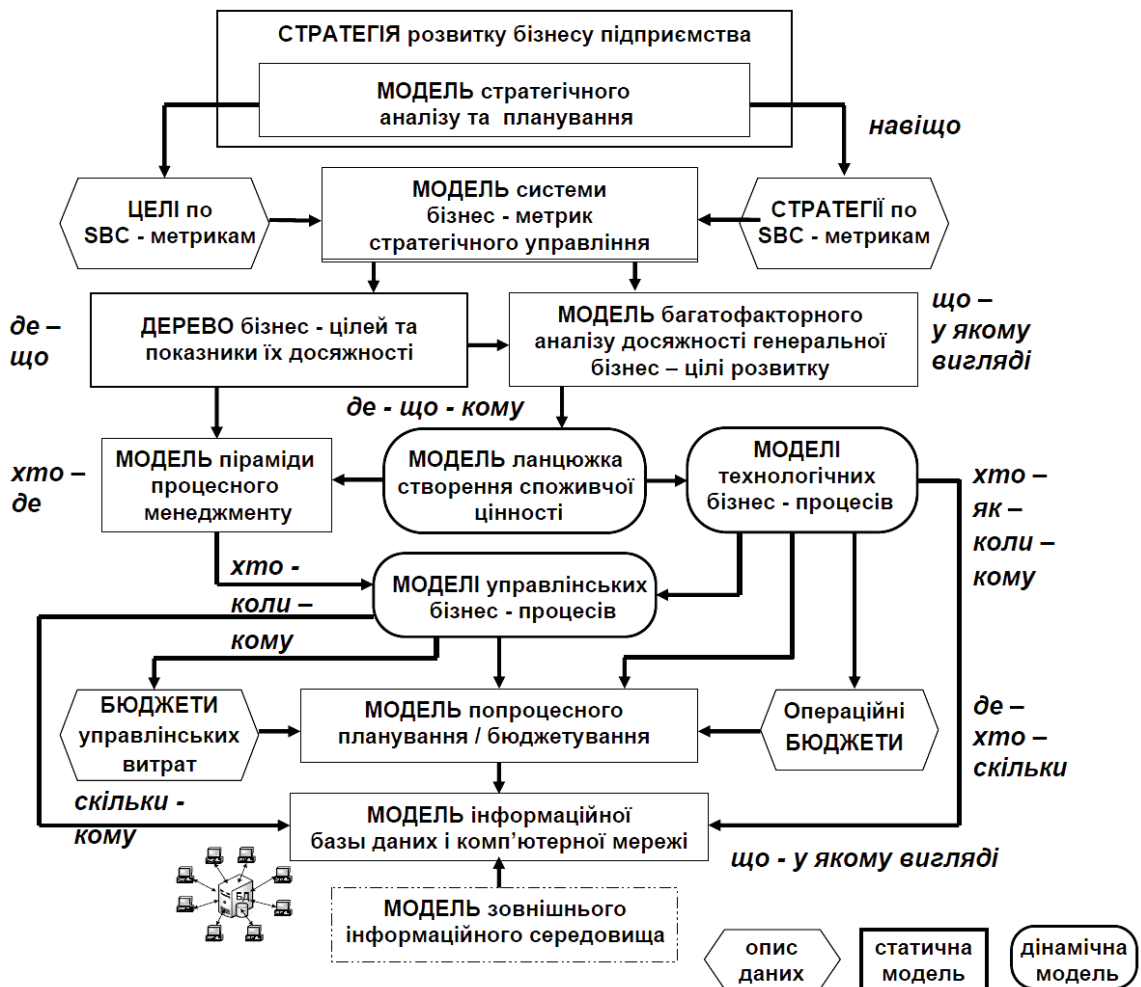 СТРАТЕГІЯ розвитку бізнесу підприємства
МОДЕЛЬ стратегічного
аналізу та планування
навіщо
ЦЕЛІ по
SBC - метрикам
МОДЕЛЬ системи
бізнес - метрик
стратегічного управління
СТРАТЕГІЇ по
SBC - метрикам
де –
що
ДЕРЕВО бізнес - цілей та
показники їх досяжності
МОДЕЛЬ багатофакторного
аналізу досяжності генеральної
бізнес – цілі розвитку
що –
у якому
вигляді
де - що - кому
хто –
де
МОДЕЛЬ піраміди
процесного
менеджменту
МОДЕЛЬ ланцюжка
створення споживчої
цінності
МОДЕЛІ
технологічних
бізнес - процесів
хто –
як –
коли –
кому
хто -
коли –
кому
МОДЕЛІ управлінських
бізнес - процесів
БЮДЖЕТИ
управлінських
витрат
МОДЕЛЬ попроцесного
планування / бюджетування
Операційні
БЮДЖЕТИ
де –
хто –
скільки
скільки -
кому
МОДЕЛЬ інформаційної
базы даних і комп’ютерної мережі
що - у якому вигляді
БД
МОДЕЛЬ зовнішнього
інформаційного середовища
опис
даних
статична
модель
дінамічна
модель